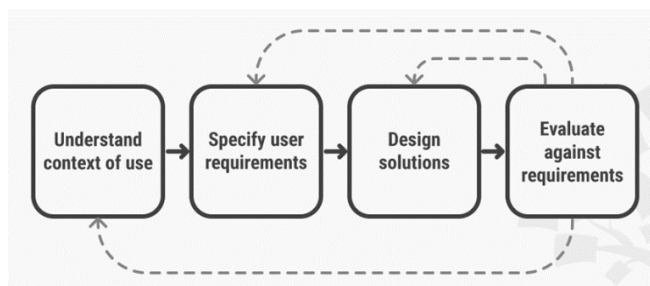 Understand
context of use
Specify user
requirements
Design
solutions
Evaluate
against
requirements